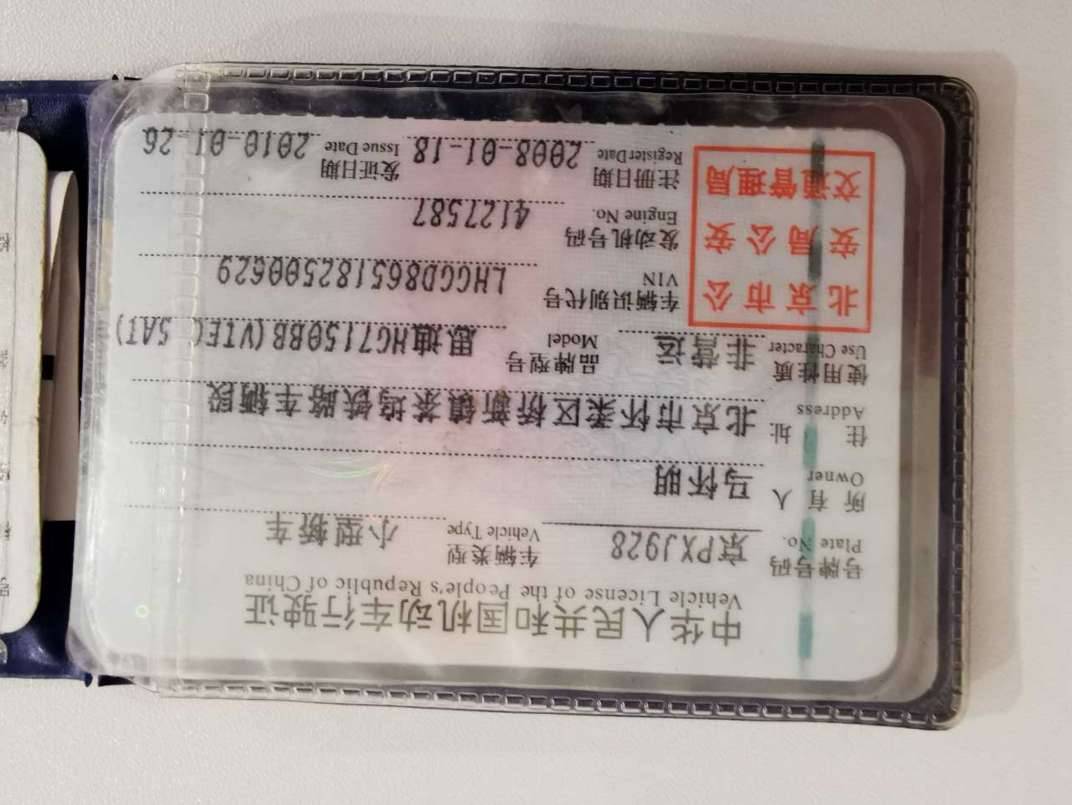 中华人民共和国机动车行驶证
Vehicle License of the People's Republic of China
号牌号码 京PXJ928 车辆类型 小型轿车
Plate No. Vehicle Type
所有人 马怀明
Owner
住址 北京市怀柔区桥新镇茶坞铁路车辆段
Address
使用性质 非营运 品牌型号 思迪HG7150BB(VTEC 5AT)
Use Character Model
北京市公
安局公安
交通管理局
车辆识别代号 LHGGD865182500629
VIN
发动机号码 4127587
Engine No.
注册日期 2008-01-18 发证日期 2010-01-26
Register Date Issue Date